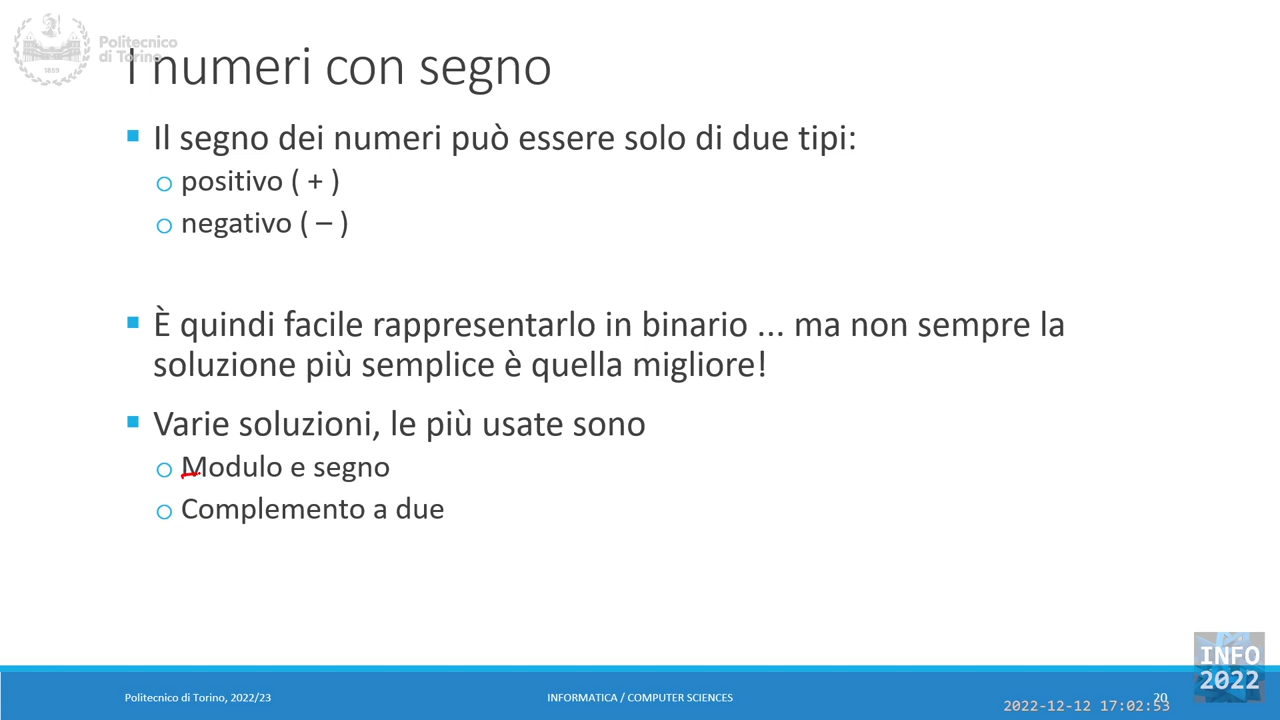 Politecnico
di Torino
1859
I numeri con segno
▪ Il segno dei numeri può essere solo di due tipi:
o positivo ( + )
o negativo ( – )
▪ È quindi facile rappresentarlo in binario ... ma non sempre la
soluzione più semplice è quella migliore!
▪ Varie soluzioni, le più usate sono
o Modulo e segno
o Complemento a due
INFO
2022
Politecnico di Torino, 2022/23
INFORMATICA / COMPUTER SCIENCES
20
2022-12-12 17:02:53